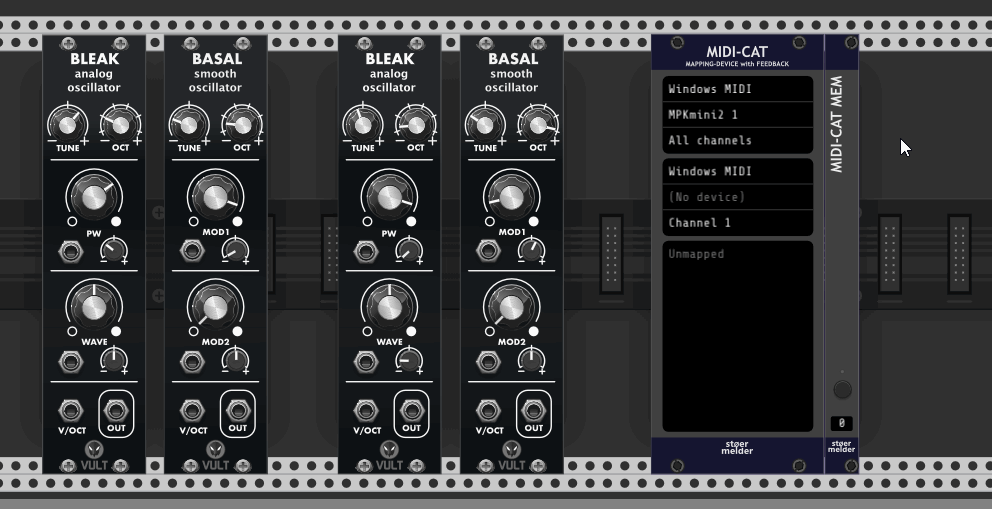 BLEAK
analog
oscillator
TUNE
OCT
PW
WAVE
V/OCT
OUT
VULT
BASAL
smooth
oscillator
TUNE
OCT
MOD1
MOD2
V/OCT
OUT
VULT
BLEAK
analog
oscillator
TUNE
OCT
PW
WAVE
V/OCT
OUT
VULT
BASAL
smooth
oscillator
TUNE
OCT
MOD1
MOD2
V/OCT
OUT
VULT
MIDI-CAT
MAPPING-DEVICE with FEEDBACK
Windows MIDI
MPKmini2 1
All channels
Windows MIDI
(No device)
Channel 1
Unmapped
støer
melder
MIDI-CAT MEM
0
støer
melder